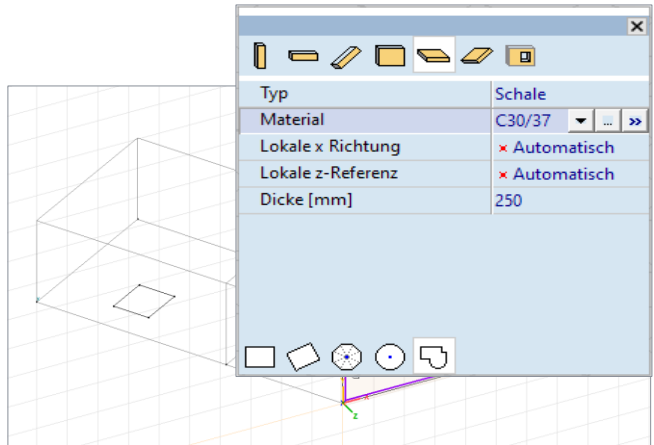 Typ Schale
Material C30/37 ... »
Lokale x Richtung Automatisch
Lokale z-Referenz Automatisch
Dicke [mm] 250
x
z